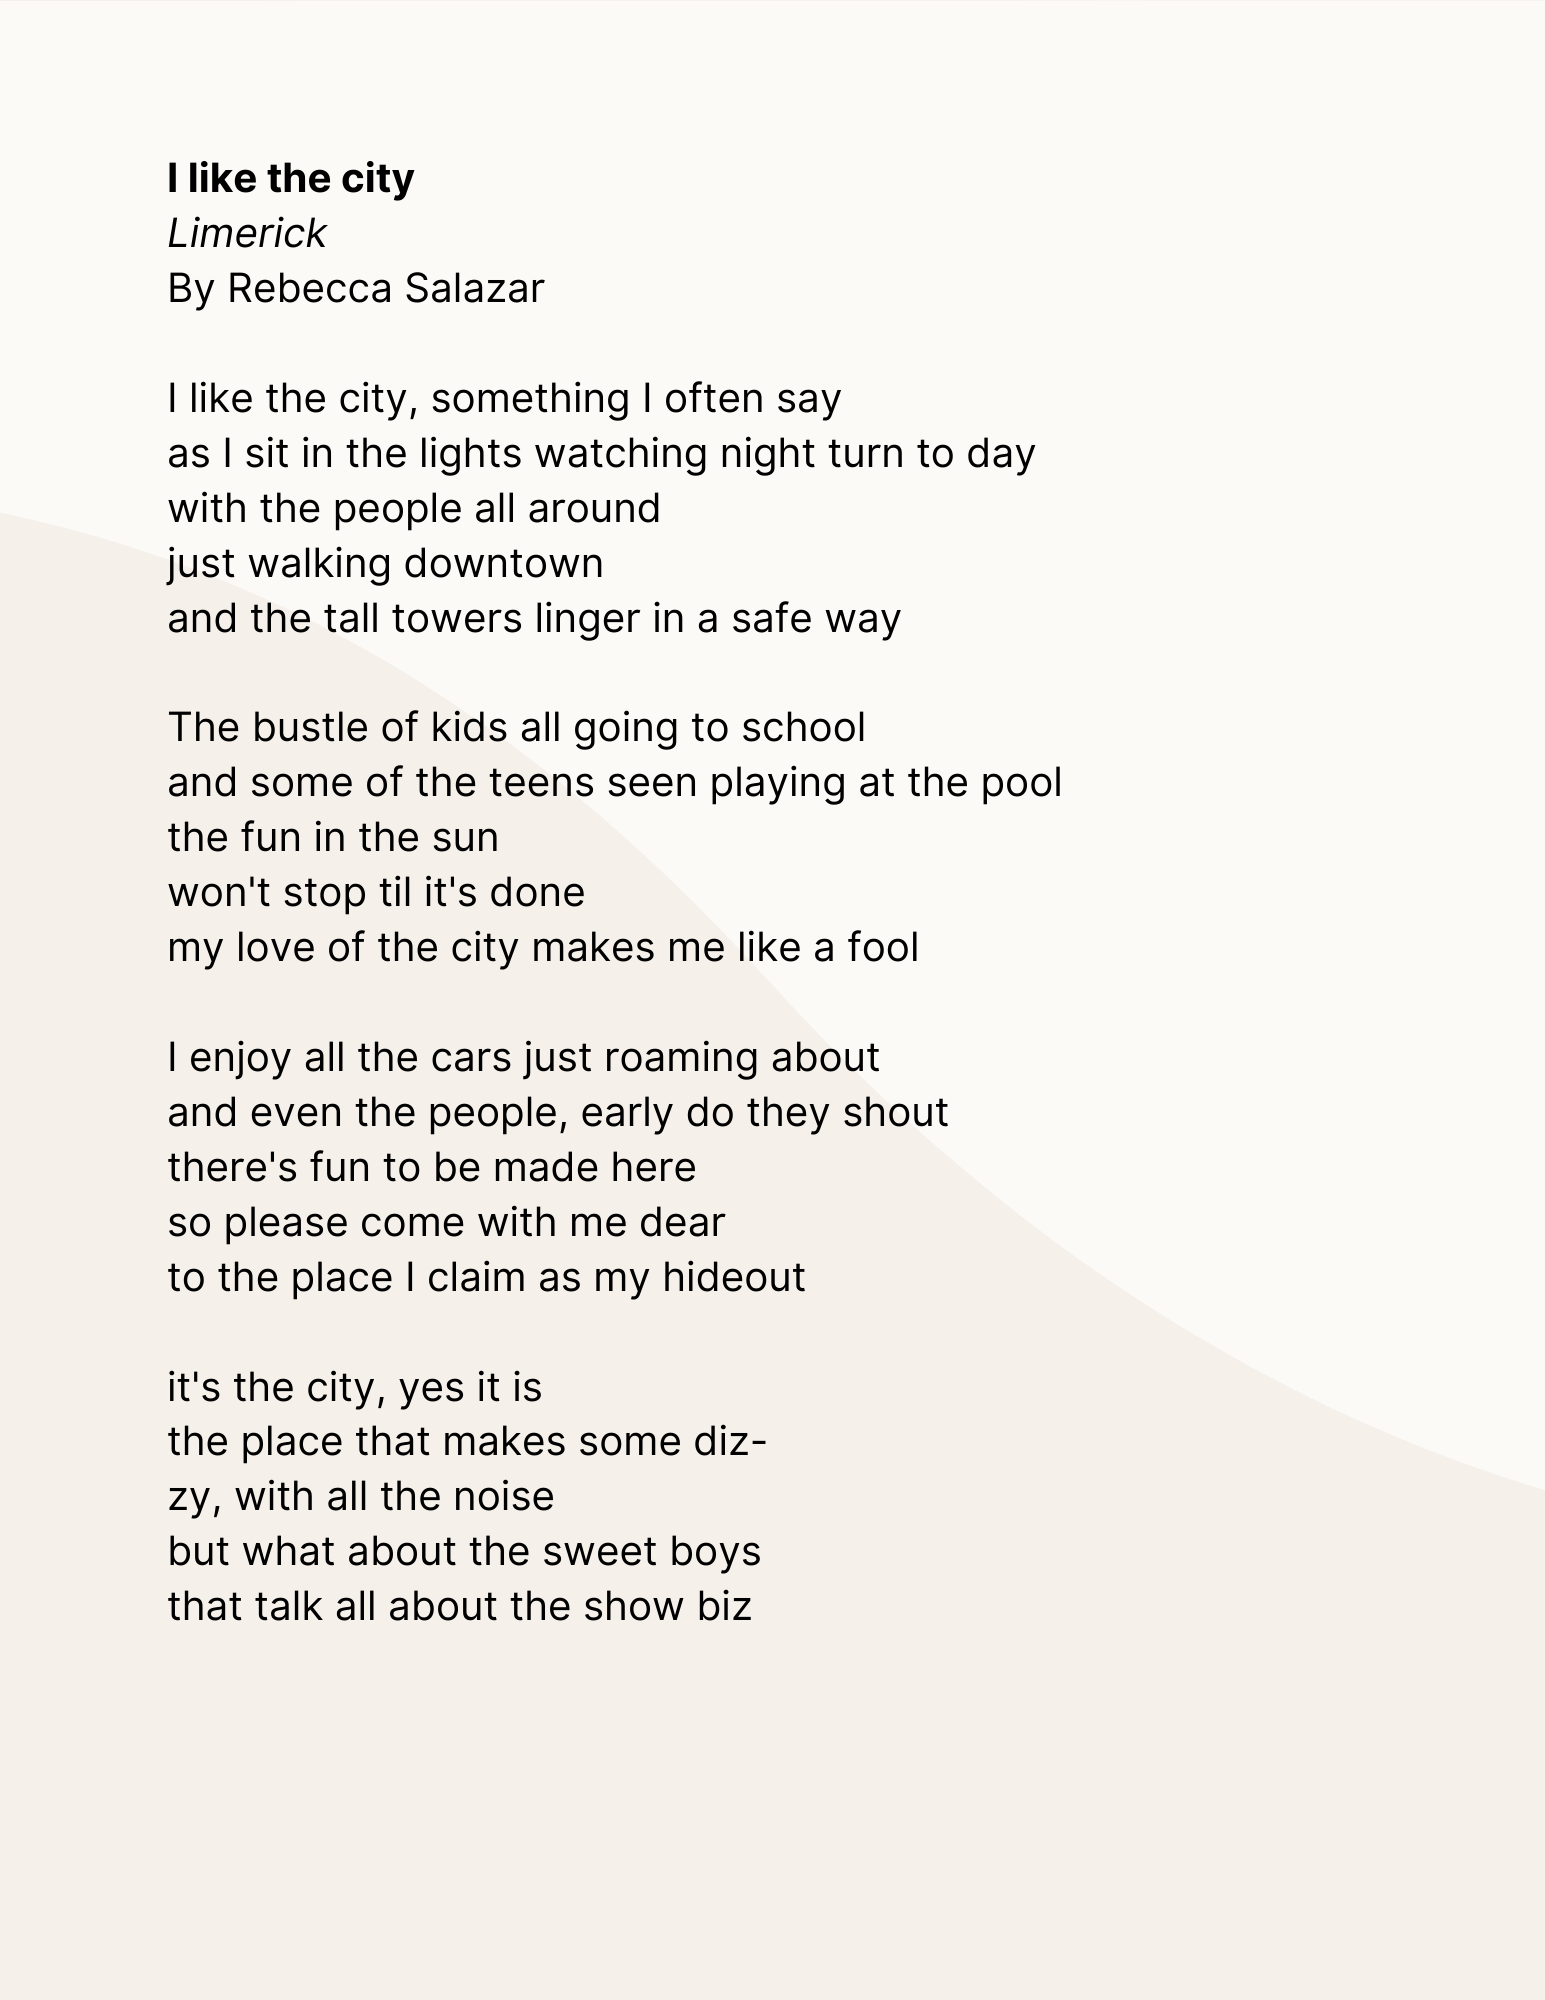 I like the city
Limerick
By Rebecca Salazar
I like the city, something I often say
as I sit in the lights watching night turn to day
with the people all around
just walking downtown
and the tall towers linger in a safe way
The bustle of kids all going to school
and some of the teens seen playing at the pool
the fun in the sun
won't stop til it's done
my love of the city makes me like a fool
I enjoy all the cars just roaming about
and even the people, early do they shout
there's fun to be made here
so please come with me dear
to the place I claim as my hideout
it's the city, yes it is
the place that makes some diz-
zy, with all the noise
but what about the sweet boys
that talk all about the show biz